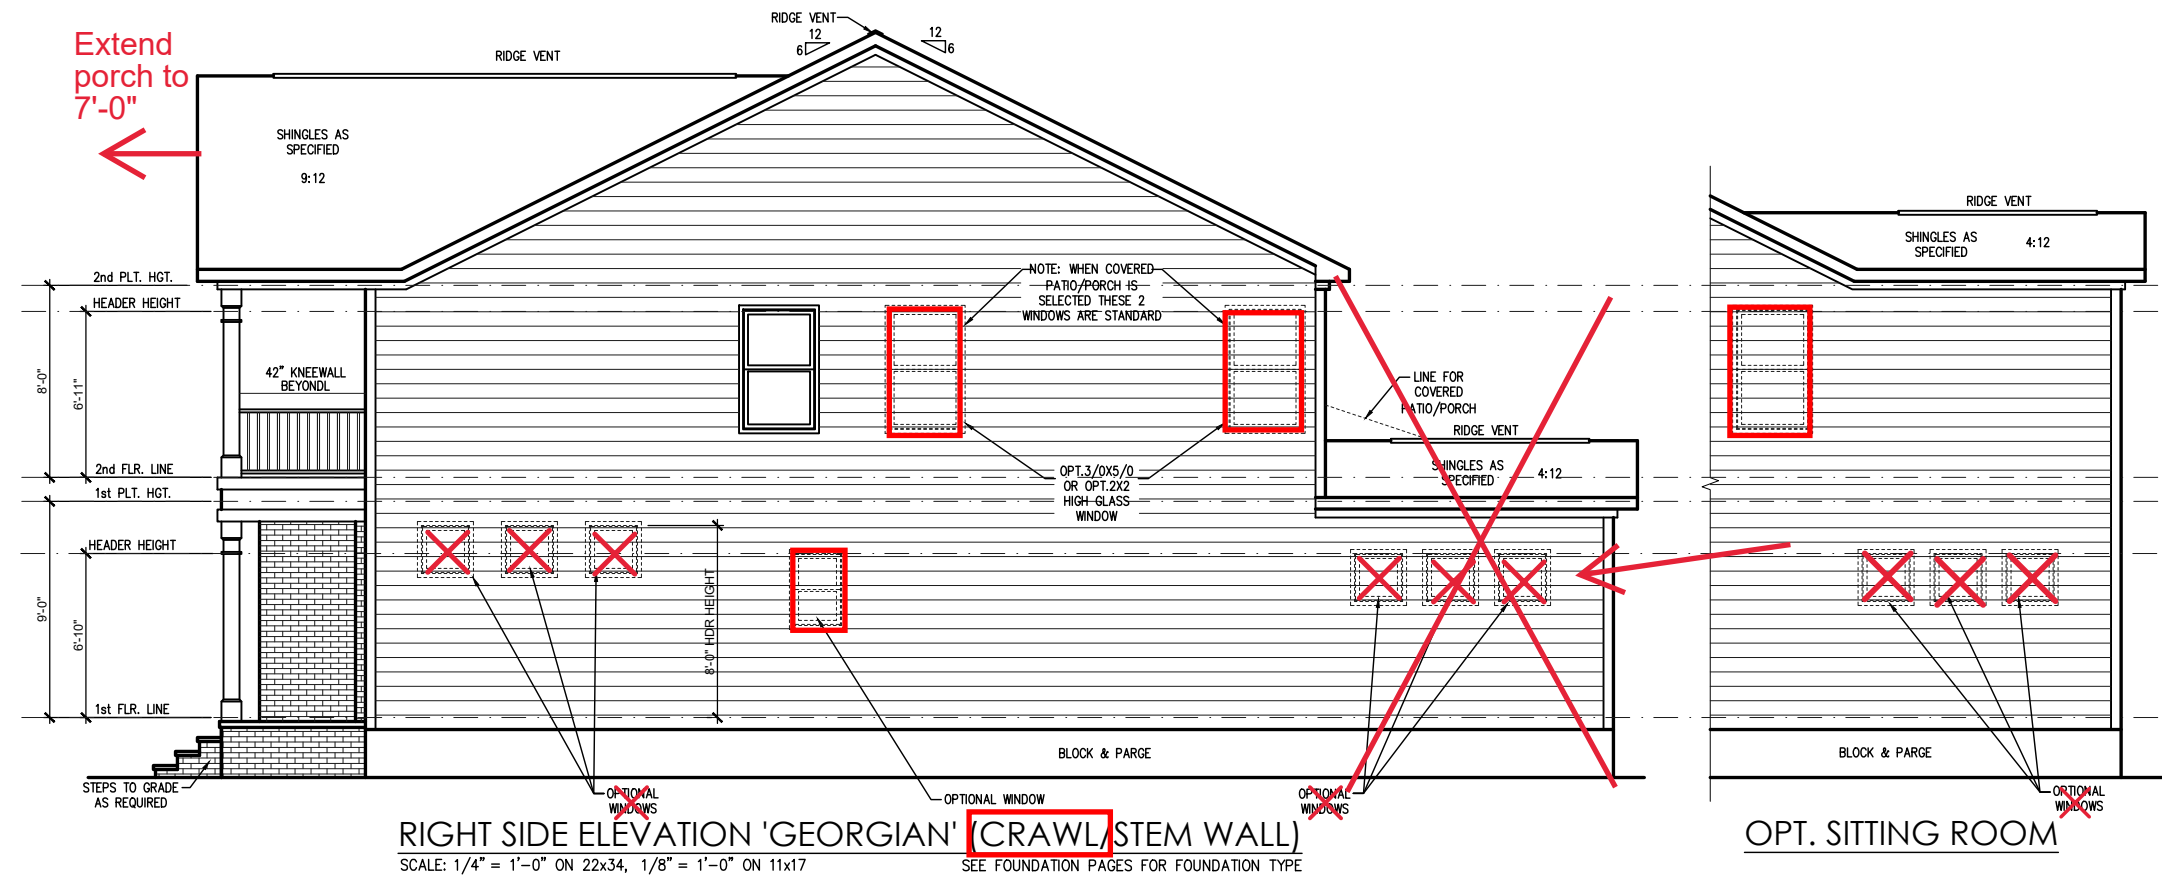 Extend
porch to
7'-0"
RIDGE VENT
12
6
12
6
RIDGE VENT
SHINGLES AS
SPECIFIED
9:12
2nd PLT. HGT.
HEADER HEIGHT
8'-0"
6'-11"
42" KNEEWALL
BEYONDL
2nd FLR. LINE
1st PLT. HGT.
HEADER HEIGHT
9'-0"
6'-10"
1st FLR. LINE
STEPS TO GRADE
AS REQUIRED
NOTE: WHEN COVERED
PATIO/PORCH IS
SELECTED THESE 2
WINDOWS ARE STANDARD
OPT.3/0X5/0
OR OPT.2X2
HIGH GLASS
WINDOW
8'-0" HDR HEIGHT
LINE FOR
COVERED
PATIO/PORCH
RIDGE VENT
SHINGLES AS
SPECIFIED
4:12
BLOCK & PARGE
OPTIONAL
WINDOWS
OPTIONAL WINDOW
OPTIONAL
WINDOWS
RIGHT SIDE ELEVATION 'GEORGIAN' (CRAWL/STEM WALL)
SCALE: 1/4" = 1'-0" ON 22x34, 1/8" = 1'-0" ON 11x17
SEE FOUNDATION PAGES FOR FOUNDATION TYPE
RIDGE VENT
SHINGLES AS
SPECIFIED
4:12
BLOCK & PARGE
OPTIONAL
WINDOWS
OPT. SITTING ROOM